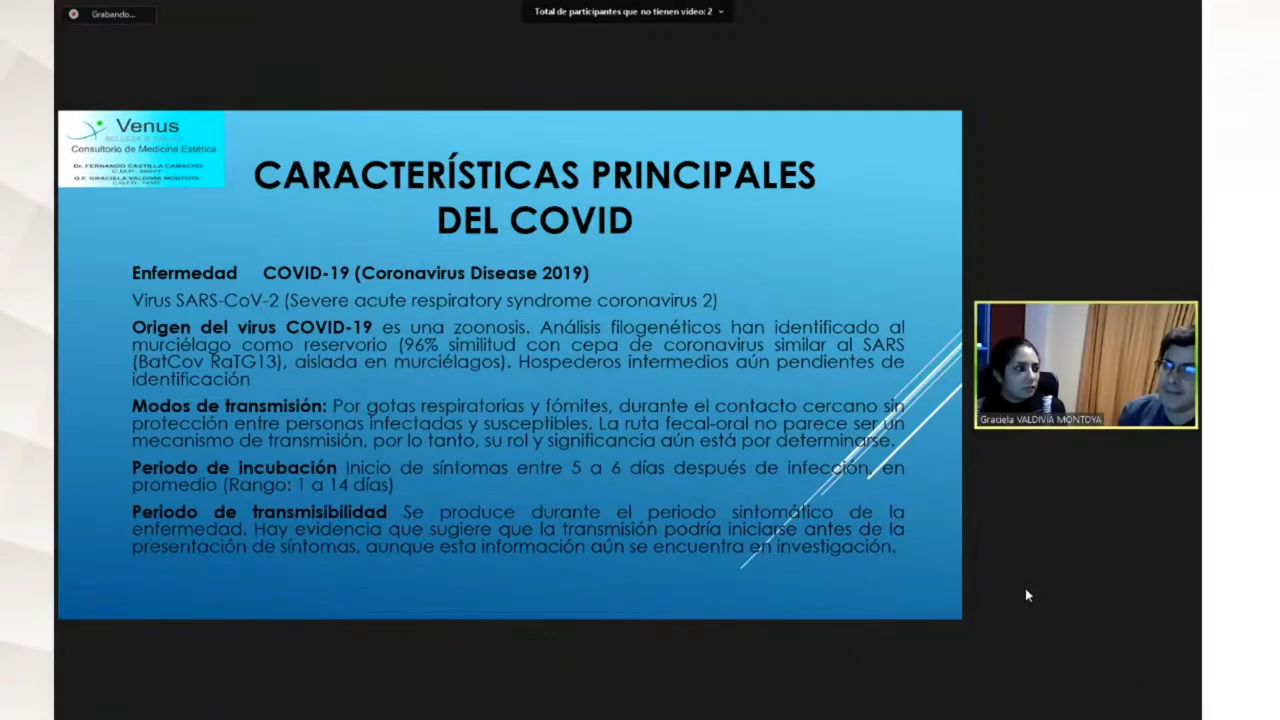 Grabando...
Total de participantes que no tienen video: 2
Venus
Consultorio de Medicina Estética
Dr. FERNANDO CASTILLA CAMACHO
Q.F. GRACIELA VALDIVIA MONTOYA
CARACTERÍSTICAS PRINCIPALES
DEL COVID
Enfermedad COVID-19 (Coronavirus Disease 2019)
Virus SARS-CoV-2 (Severe acute respiratory syndrome coronavirus 2)
Origen del virus COVID-19 es una zoonosis. Análisis filogenéticos han identificado al
murciélago como reservorio (96% similitud con cepa de coronavirus similar al SARS
(BatCov RaTG13), aislada en murciélagos). Hospederos intermedios aún pendientes de
identificación
Modos de transmisión: Por gotas respiratorias y fómites, durante el contacto cercano sin
protección entre personas infectadas y susceptibles. La ruta fecal-oral no parece ser un
mecanismo de transmisión, por lo tanto, su rol y significancia aún está por determinarse.
Periodo de incubación Inicio de síntomas entre 5 a 6 días después de infección, en
promedio (Rango: 1 a 14 días)
Periodo de transmisibilidad Se produce durante el periodo sintomático de la
enfermedad. Hay evidencia que sugiere que la transmisión podría iniciarse antes de la
presentación de síntomas, aunque esta información aún se encuentra en investigación.
Graciela VALDIVIA MONTOYA